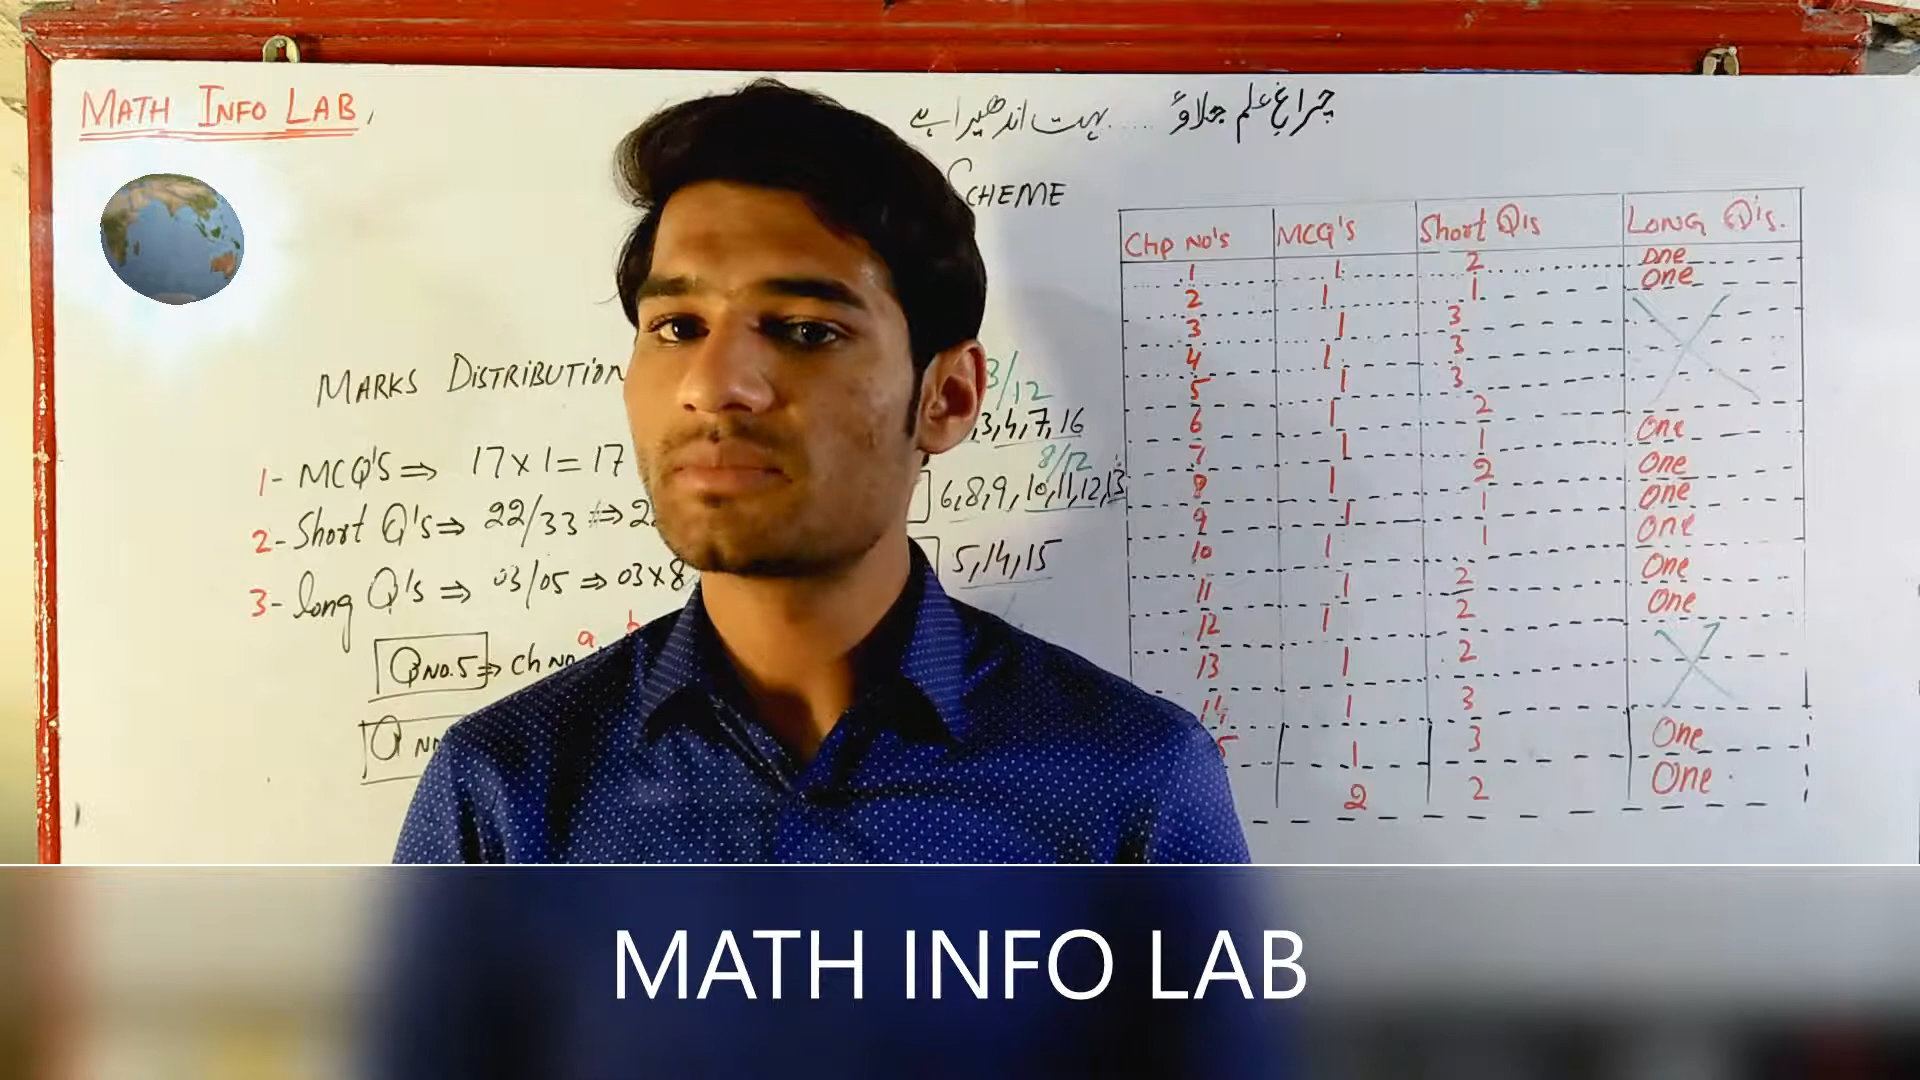 MATH INFO LAB,
چراغِ علم جلاؤ ..... بہت اندھیرا ہے
SCHEME
MARKS DISTRIBUTION
1- MCQ'S ⇒ 17 x 1 = 17
2- Short Q's ⇒ 22/33 ⇒ 2
3- long Q's ⇒ 03/05 ⇒ 03 x 8
a b
Q NO.5 ⇒ Ch NO
Q
3/12
,3,4,7,16
8/12
6,8,9,10,11,12,13
5,14,15
Chp NO'S MCQ'S Short Q's LONG Q's.
1 1 2 One
2 1 1 One
3 1 3
4 1 3
5 1 3
6 1 2 One
7 1 1 One
8 1 2 One
9 1 1 One
10 1 1 One
11 1 2 One
12 1 2
13 1 2
14 1 3
5 1 3 One
2 2 One
MATH INFO LAB